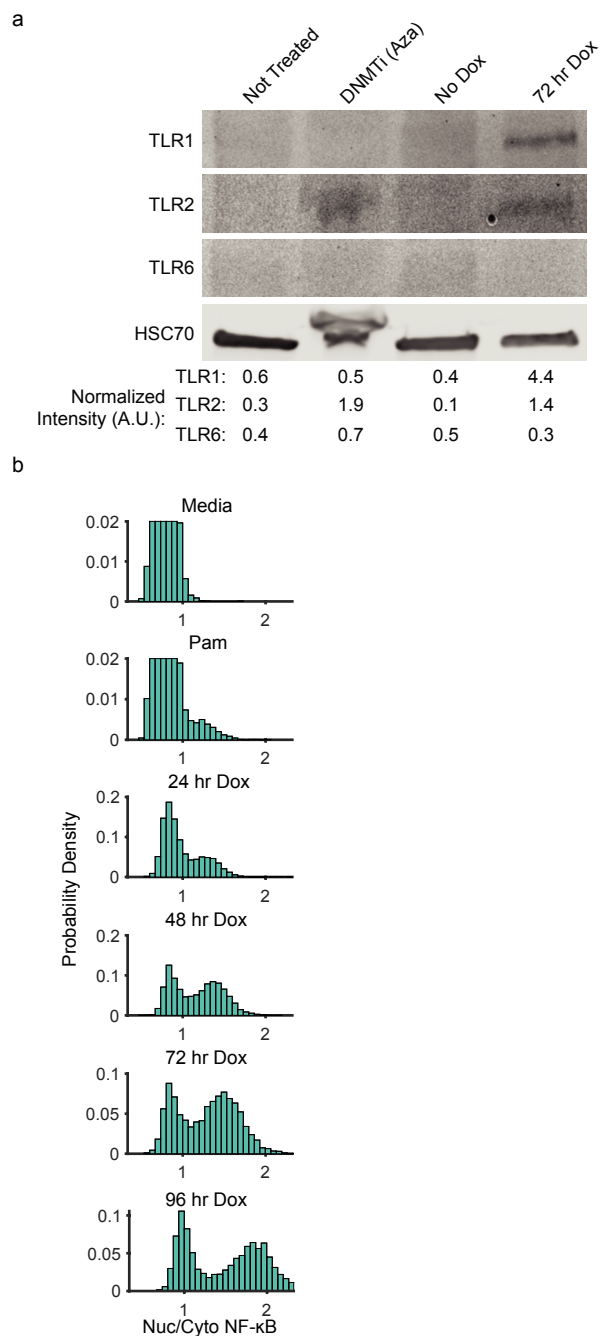 a
Not Treated
DNMTi (Aza)
No Dox
72 hr Dox
TLR1
TLR2
TLR6
HSC70
Normalized
Intensity (A.U.):
TLR1: 0.6 0.5 0.4 4.4
TLR2: 0.3 1.9 0.1 1.4
TLR6: 0.4 0.7 0.5 0.3
b
Probability Density
Media
0.02
0.01
0
1 2
Pam
0.02
0.01
0
1 2
24 hr Dox
0.2
0.1
0
1 2
48 hr Dox
0.2
0.1
0
1 2
72 hr Dox
0.1
0.05
0
1 2
96 hr Dox
0.1
0.05
0
1 2
Nuc/Cyto NF-κB